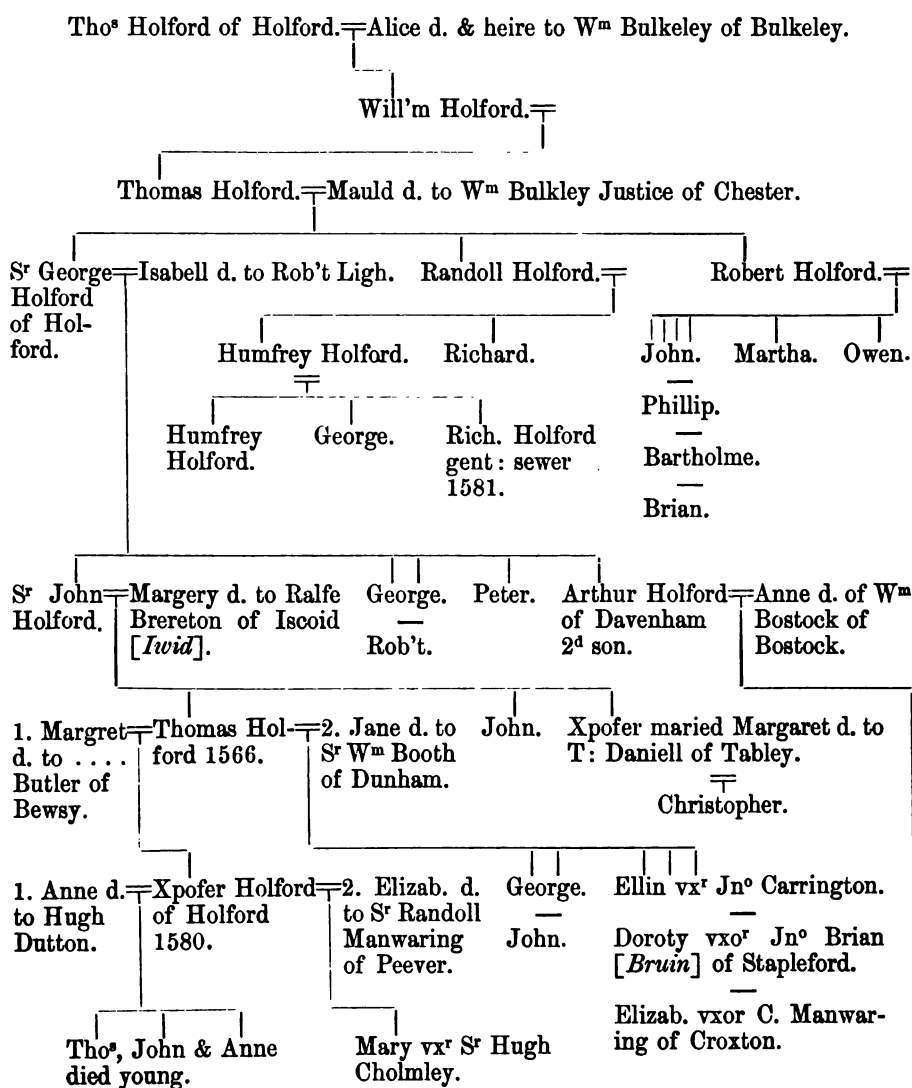 Thoˢ Holford of Holford.=Alice d. & heire to Wᵐ Bulkeley of Bulkeley.
Will'm Holford.=
Thomas Holford.=Mauld d. to Wᵐ Bulkley Justice of Chester.
Sʳ George
Holford
of Hol-
ford.
=Isabell d. to Rob't Ligh.
Randoll Holford.=
Robert Holford.=
Humfrey Holford.
Richard.
John.
Phillip.
Bartholme.
Brian.
Martha.
Owen.
Humfrey
Holford.
George.
Rich. Holford
gent: sewer
1581.
Sʳ John
Holford.
=Margery d. to Ralfe
Brereton of Iscoid
[Iwid].
George.
Rob't.
Peter.
Arthur Holford
of Davenham
2ᵈ son.
=Anne d. of Wᵐ
Bostock of
Bostock.
1. Margret
d. to ....
Butler of
Bewsy.
=Thomas Hol-
ford 1566.
=2. Jane d. to
Sʳ Wᵐ Booth
of Dunham.
John.
Xpofer maried Margaret d. to
T: Daniell of Tabley.
Christopher.
1. Anne d.
to Hugh
Dutton.
=Xpofer Holford
of Holford
1580.
=2. Elizab. d.
to Sʳ Randoll
Manwaring
of Peever.
George.
John.
Ellin vxʳ Jnᵒ Carrington.
Doroty vxoʳ Jnᵒ Brian
[Bruin] of Stapleford.
Elizab. vxor C. Manwar-
ing of Croxton.
Thoˢ, John & Anne
died young.
Mary vxʳ Sʳ Hugh
Cholmley.